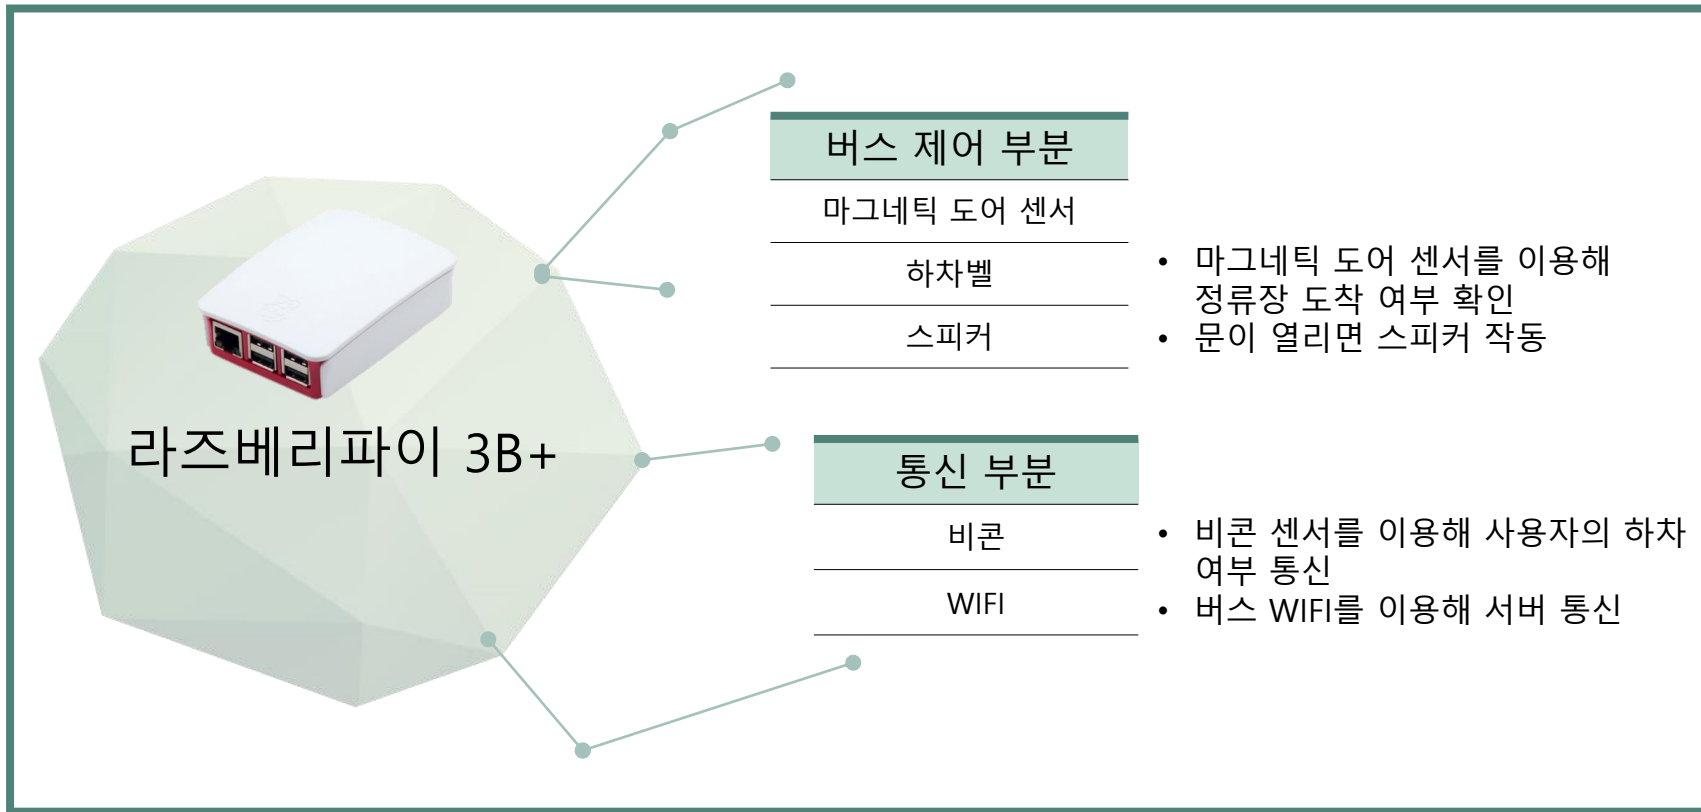 라즈베리파이 3B+
버스 제어 부분
마그네틱 도어 센서
하차벨
스피커
• 마그네틱 도어 센서를 이용해
정류장 도착 여부 확인
• 문이 열리면 스피커 작동
통신 부분
비콘
WIFI
• 비콘 센서를 이용해 사용자의 하차
여부 통신
• 버스 WIFI를 이용해 서버 통신